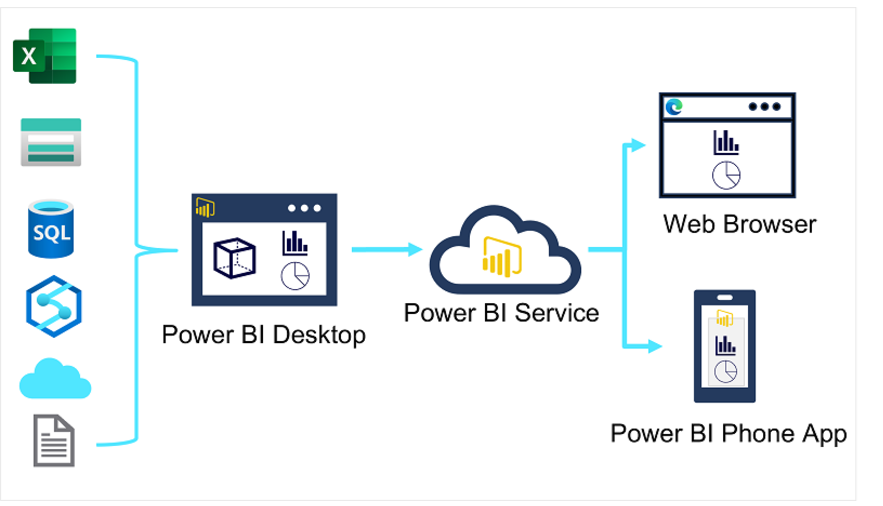 X
SQL
Power BI Desktop
Power BI Service
Web Browser
Power BI Phone App